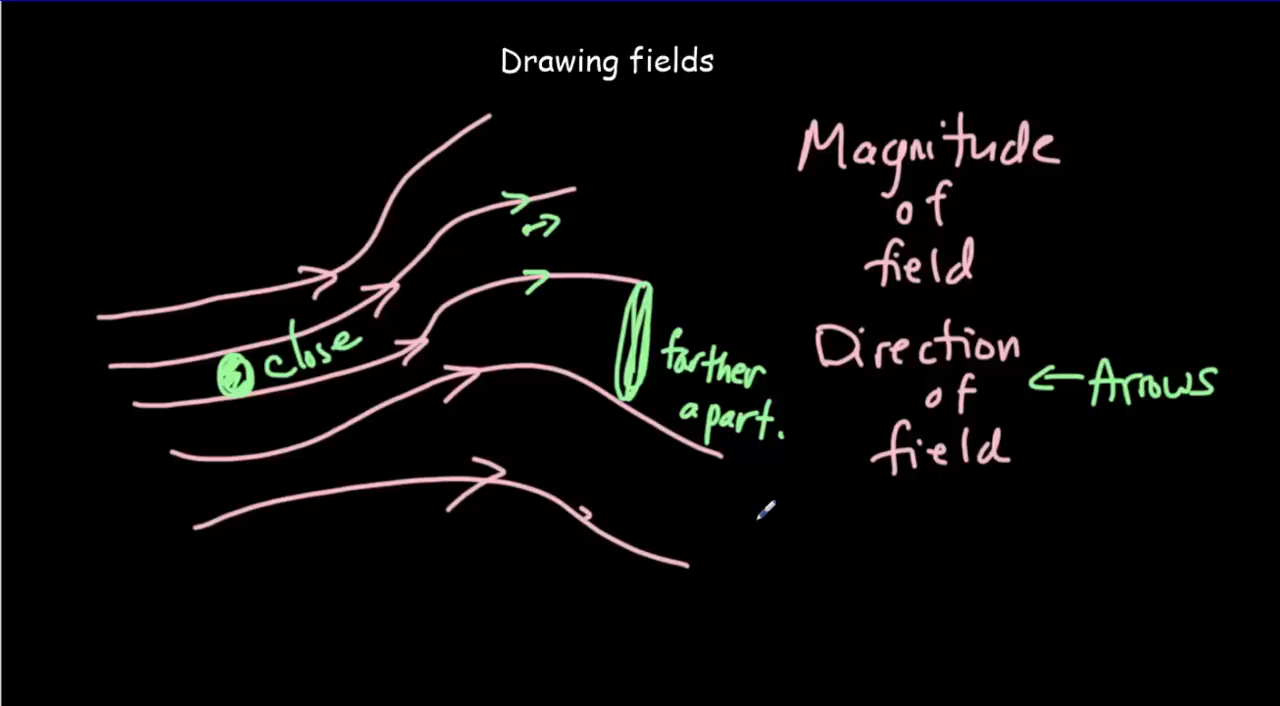 Drawing fields
Magnitude
of
field
close
farther
apart.
Direction
of
field
← Arrows